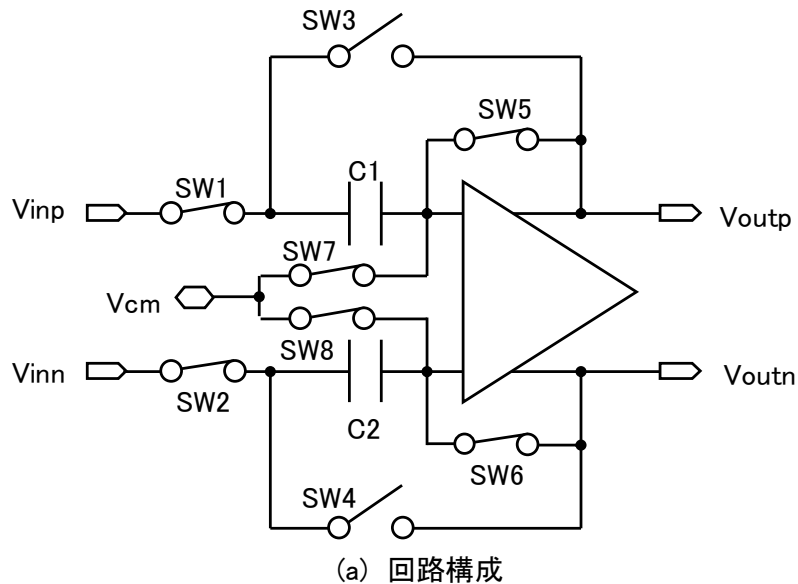 SW3
SW5
C1
SW1
Vinp
Voutp
SW7
Vcm
SW8
Vinn
Voutn
SW2
C2
SW6
SW4
(a) 回路構成